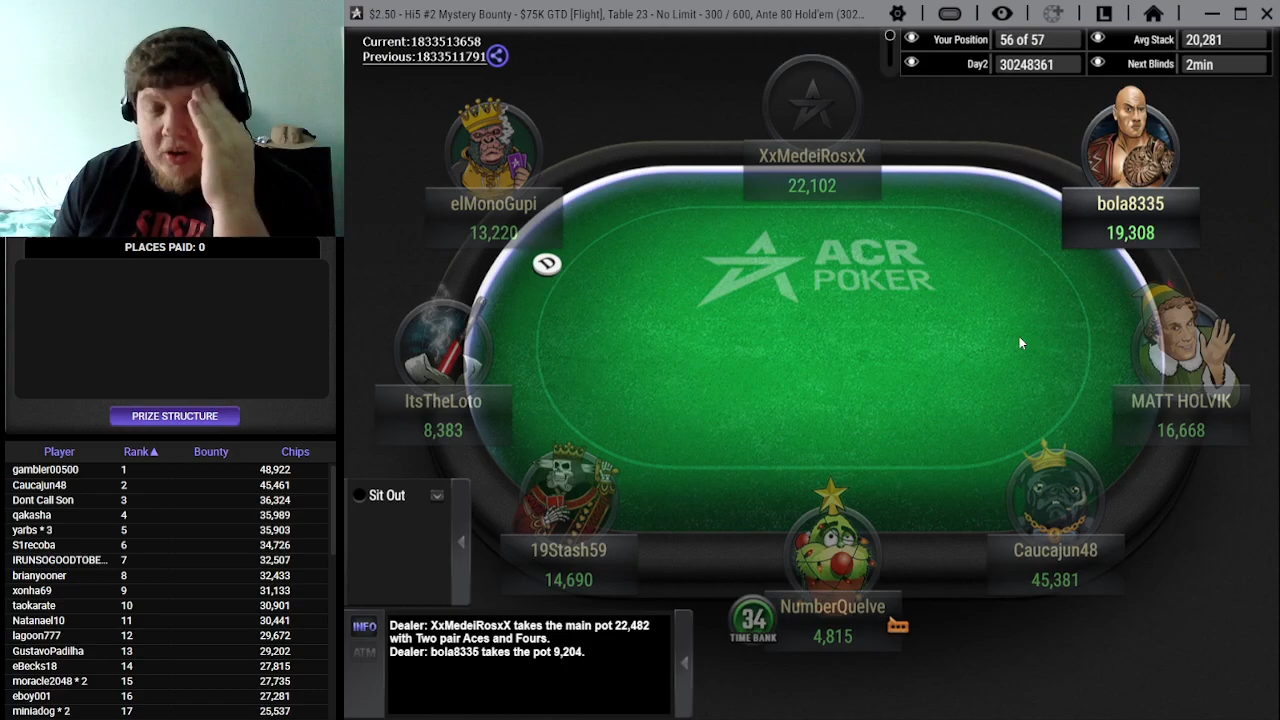 $2.50 - Hi5 #2 Mystery Bounty - $75K GTD [Flight], Table 23 - No Limit - 300 / 600, Ante 80 Hold'em (302...
Current:1833513658
Previous:1833511791
Your Position 56 of 57
Avg Stack 20,281
Day2 30248361
Next Blinds 2min
XxMedeiRosxX
22,102
elMonoGupi
13,220
bola8335
19,308
D
ACR
POKER
ItsTheLoto
8,383
MATT HOLVIK
16,668
19Stash59
14,690
Caucajun48
45,381
NumberQuelve
4,815
34
TIME BANK
PLACES PAID: 0
PRIZE STRUCTURE
Player Rank▲ Bounty Chips
gambler00500 1 48,922
Caucajun48 2 45,461
Dont Call Son 3 36,324
qakasha 4 35,989
yarbs * 3 5 35,903
S1recoba 6 34,726
IRUNSOGOODTOBE... 7 32,507
brianyooner 8 32,433
xonha69 9 31,133
taokarate 10 30,901
Natanael10 11 30,441
lagoon777 12 29,672
GustavoPadilha 13 29,202
eBecks18 14 27,815
moracle2048 * 2 15 27,735
eboy001 16 27,281
miniadog * 2 17 25,537
Sit Out
INFO
ATM
Dealer: XxMedeiRosxX takes the main pot 22,482
with Two pair Aces and Fours.
Dealer: bola8335 takes the pot 9,204.